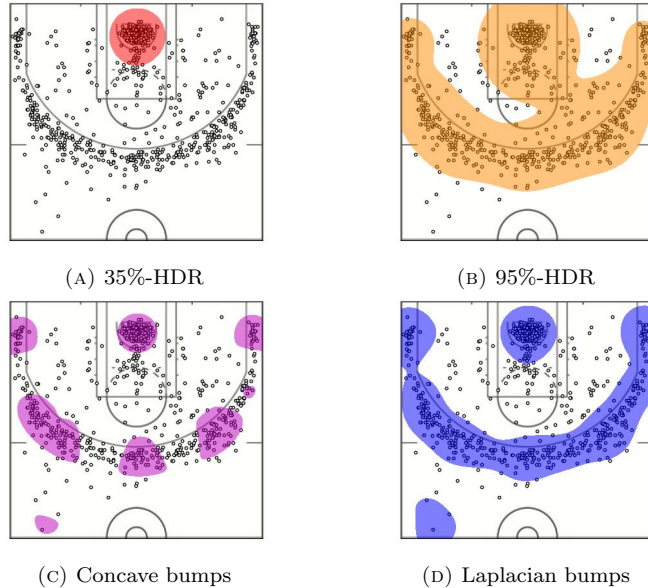 (A) 35%-HDR
(B) 95%-HDR
(C) Concave bumps
(D) Laplacian bumps